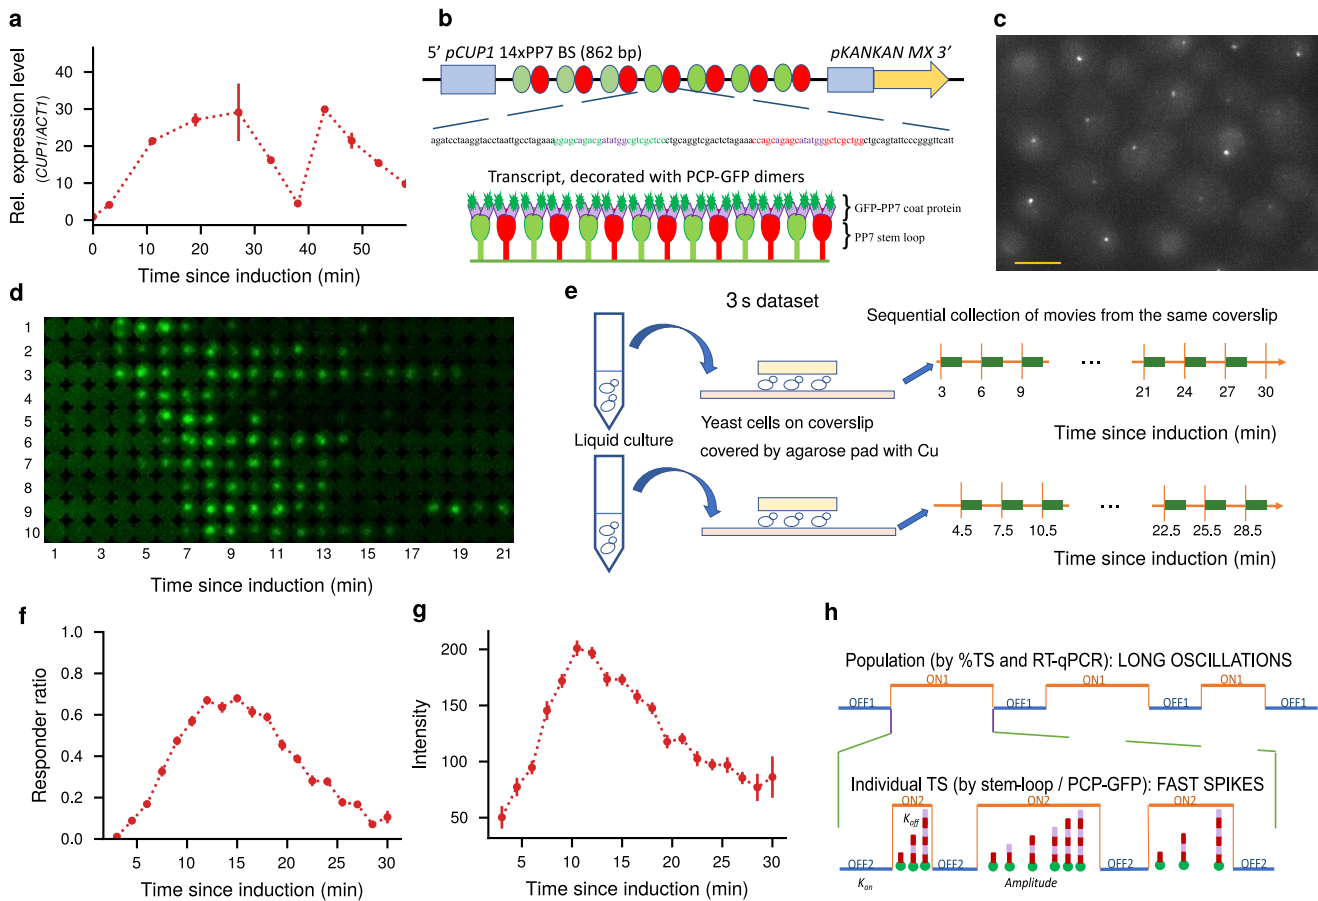 a
Rel. expression level
(CUP1/ACT1)
40
30
20
10
0
0 10 20 30 40 50
Time since induction (min)
b
5’ pCUP1 14xPP7 BS (862 bp)
pKANKAN MX 3’
agatcctaaggtacctaattgcctagaaaggagcagacgatatggcgtcgctccctgcaggtcgactctagaaaccagcagagcatatgggctcgctggctgcagtattcccgggttcatt
Transcript, decorated with PCP-GFP dimers
GFP-PP7 coat protein
PP7 stem loop
c
d
1
2
3
4
5
6
7
8
9
10
1 3 5 7 9 11 13 15 17 19 21
Time since induction (min)
e
3 s dataset
Sequential collection of movies from the same coverslip
3 6 9 ... 21 24 27 30
Time since induction (min)
Liquid culture
Yeast cells on coverslip
covered by agarose pad with Cu
4.5 7.5 10.5 ... 22.5 25.5 28.5
Time since induction (min)
f
Responder ratio
1.0
0.8
0.6
0.4
0.2
0.0
5 10 15 20 25 30
Time since induction (min)
g
Intensity
200
150
100
50
5 10 15 20 25 30
Time since induction (min)
h
Population (by %TS and RT-qPCR): LONG OSCILLATIONS
ON1 ON1 ON1
OFF1 OFF1 OFF1 OFF1
Individual TS (by stem-loop / PCP-GFP): FAST SPIKES
ON2 ON2 ON2
Koff
OFF2 OFF2 OFF2 OFF2
Kon Amplitude